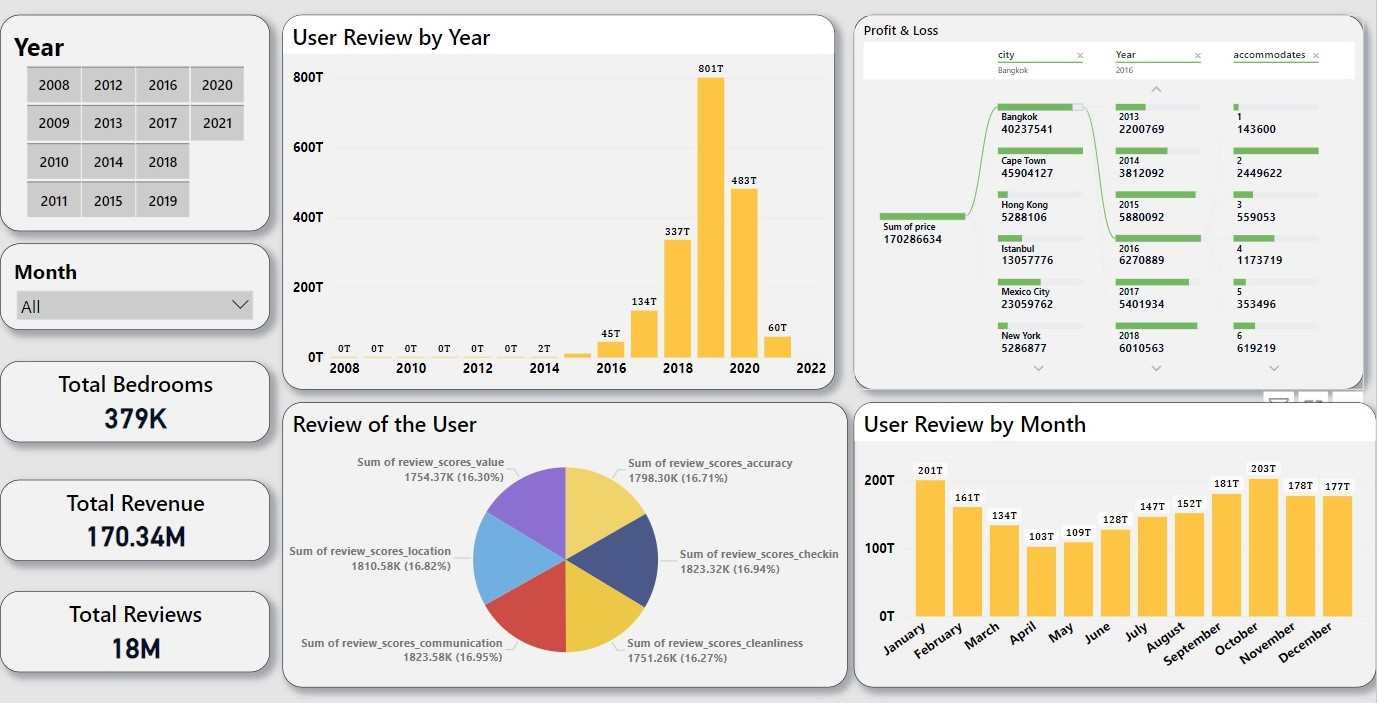 Year
2008 2012 2016 2020
2009 2013 2017 2021
2010 2014 2018
2011 2015 2019
Month
All
Total Bedrooms
379K
Total Revenue
170.34M
Total Reviews
18M
User Review by Year
800T
600T
400T
200T
0T
0T 0T 0T 0T 0T 0T 2T 45T 134T 337T 801T 483T 60T
2008 2010 2012 2014 2016 2018 2020 2022
Profit & Loss
city × Year × accommodates ×
Bangkok 2016
Sum of price
170286634
Bangkok
40237541
Cape Town
45904127
Hong Kong
5288106
Istanbul
13057776
Mexico City
23059762
New York
5286877
2013
2200769
2014
3812092
2015
5880092
2016
6270889
2017
5401934
2018
6010563
1
143600
2
2449622
3
559053
4
1173719
5
353496
6
619219
Review of the User
Sum of review_scores_value
1754.37K (16.30%)
Sum of review_scores_accuracy
1798.30K (16.71%)
Sum of review_scores_location
1810.58K (16.82%)
Sum of review_scores_checkin
1823.32K (16.94%)
Sum of review_scores_communication
1823.58K (16.95%)
Sum of review_scores_cleanliness
1751.26K (16.27%)
User Review by Month
200T
100T
0T
201T 161T 134T 103T 109T 128T 147T 152T 181T 203T 178T 177T
January February March April May June July August September October November December